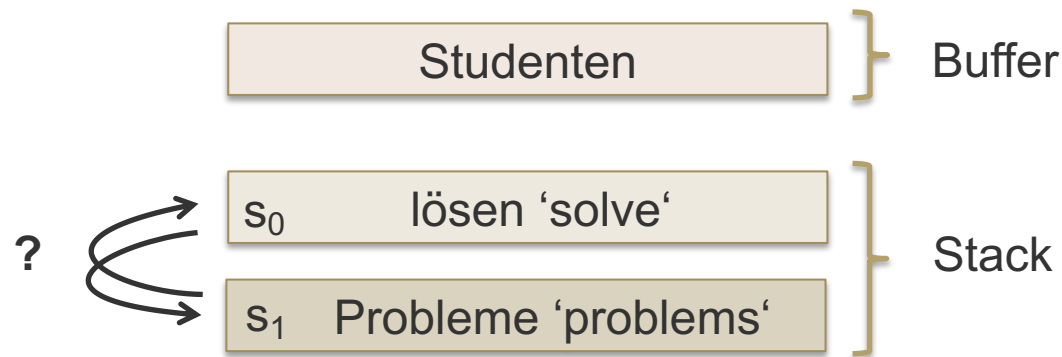 Studenten
Buffer
s₀ lösen ‘solve‘
?
Stack
s₁ Probleme ‘problems‘